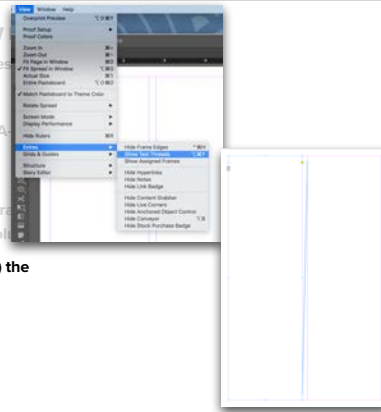 View Window Help
Overprint Preview ⌥⇧⌘Y
Proof Setup
Proof Colors
Zoom In ⌘=
Zoom Out ⌘-
Fit Page in Window ⌘0
✓ Fit Spread in Window ⌥⌘0
Actual Size ⌘1
Entire Pasteboard ⌥⇧⌘0
✓ Match Pasteboard to Theme Color
Rotate Spread
Screen Mode
Display Performance
Hide Rulers ⌘R
Extras
Grids & Guides
Structure
Story Editor
Hide Frame Edges ^⌘H
Show Text Threads ⌥⌘Y
Show Assigned Frames
Hide Hyperlinks
Hide Notes
Hide Link Badge
Hide Content Grabber
Hide Live Corners
Hide Anchored Object Control
Hide Conveyor
Hide Stock Purchase Badge
the